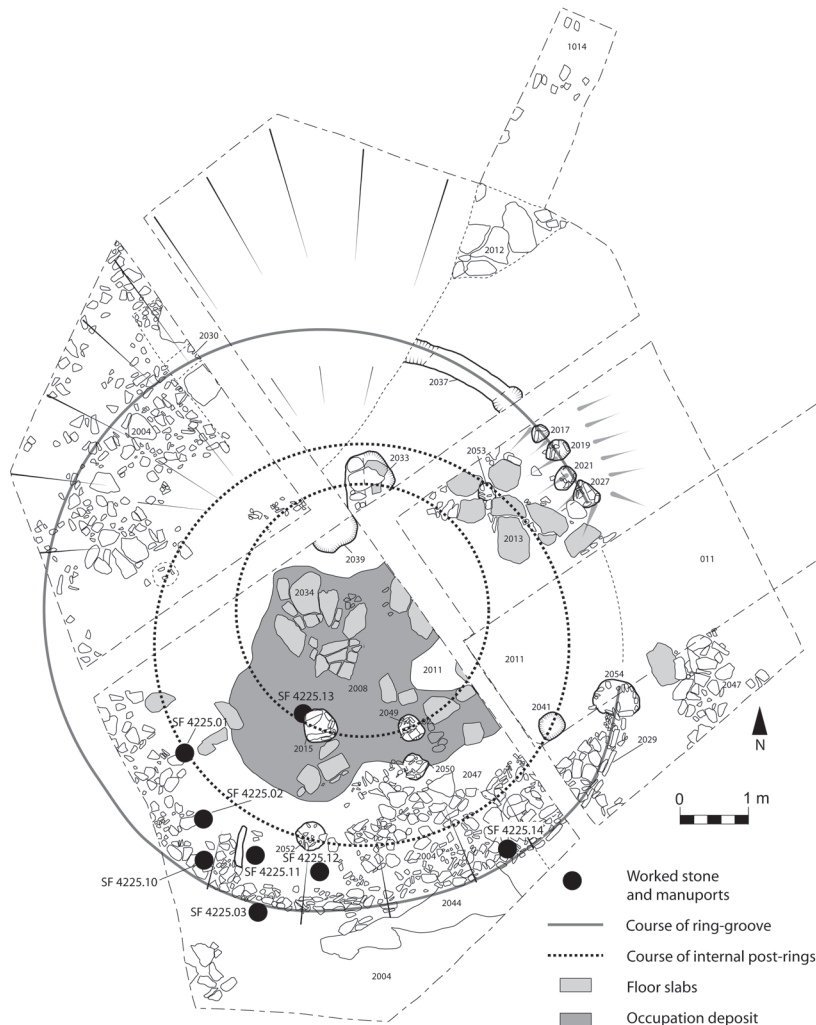 1014
2012
2030
2037
2004
2017
2019
2053
2021
2033
2027
2013
2039
011
2034
2011
2011
2054
2008
2047
SF 4225.13
2049
2041
SF 4225.01
2015
2029
N
2050
2047
SF 4225.02
0 1 m
SF 4225.14
2052
SF 4225.12
2004
SF 4225.11
SF 4225.10
Worked stone
and manuports
2044
SF 4225.03
Course of ring-groove
Course of internal post-rings
2004
Floor slabs
Occupation deposit